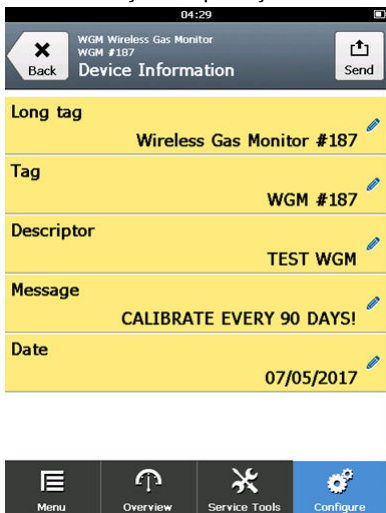 04:29
WGM Wireless Gas Monitor
WGM #187
Device Information
Back
Send
Long tag
Wireless Gas Monitor #187
Tag
WGM #187
Descriptor
TEST WGM
Message
CALIBRATE EVERY 90 DAYS!
Date
07/05/2017
Menu
Overview
Service Tools
Configure